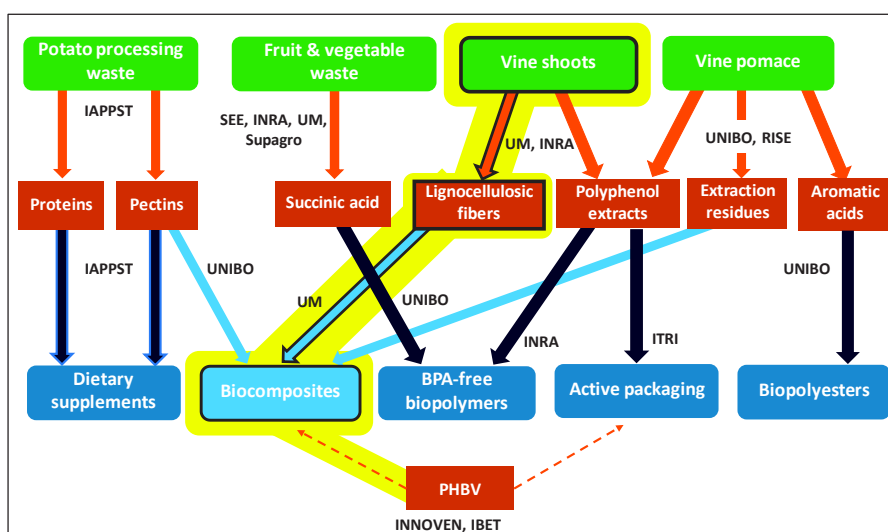 Potato processing
waste
Fruit & vegetable
waste
Vine shoots
Vine pomace
IAPPST
SEE, INRA, UM,
Supagro
UM, INRA
UNIBO, RISE
Proteins
Pectins
Succinic acid
Lignocellulosic
fibers
Polyphenol
extracts
Extraction
residues
Aromatic
acids
IAPPST
UNIBO
UM
UNIBO
INRA
ITRI
UNIBO
Dietary
supplements
Biocomposites
BPA-free
biopolymers
Active packaging
Biopolyesters
PHBV
INNOVEN, IBET